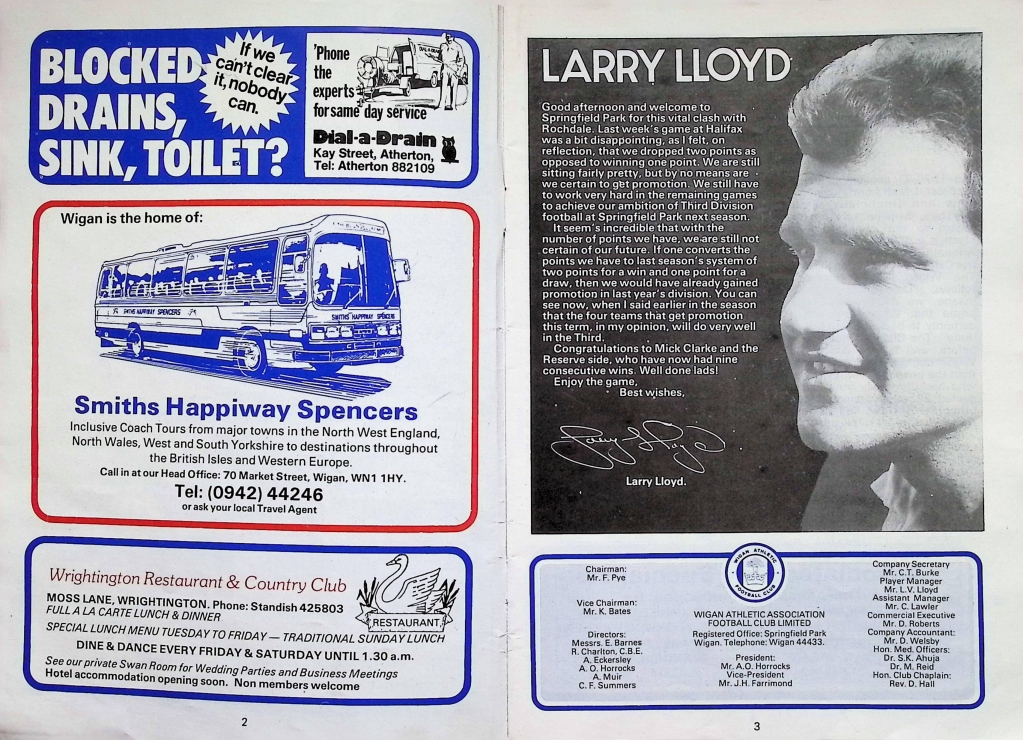 BLOCKED
DRAINS,
SINK, TOILET?
If we
can't clear
it, nobody
can.
'Phone
the
experts
for same day service
DIAL-A-DRAIN
Dial-a-Drain
Kay Street, Atherton,
Tel: Atherton 882109
Wigan is the home of:
SMITHS HAPPIWAY SPENCERS
SMITHS HAPPIWAY SPENCERS
Smiths Happiway Spencers
Inclusive Coach Tours from major towns in the North West England,
North Wales, West and South Yorkshire to destinations throughout
the British Isles and Western Europe.
Call in at our Head Office: 70 Market Street, Wigan, WN1 1HY.
Tel: (0942) 44246
or ask your local Travel Agent
Wrightington Restaurant & Country Club
MOSS LANE, WRIGHTINGTON. Phone: Standish 425803
FULL A LA CARTE LUNCH & DINNER
RESTAURANT
SPECIAL LUNCH MENU TUESDAY TO FRIDAY — TRADITIONAL SUNDAY LUNCH
DINE & DANCE EVERY FRIDAY & SATURDAY UNTIL 1.30 a.m.
See our private Swan Room for Wedding Parties and Business Meetings
Hotel accommodation opening soon. Non members welcome
2
LARRY LLOYD
Good afternoon and welcome to
Springfield Park for this vital clash with
Rochdale. Last week's game at Halifax
was a bit disappointing, as I felt, on
reflection, that we dropped two points as
opposed to winning one point. We are still
sitting fairly pretty, but by no means are
we certain to get promotion. We still have
to work very hard in the remaining games
to achieve our ambition of Third Division
football at Springfield Park next season.
It seem's incredible that with the
number of points we have, we are still not
certain of our future. If one converts the
points we have to last season's system of
two points for a win and one point for a
draw, then we would have already gained
promotion in last year's division. You can
see now, when I said earlier in the season
that the four teams that get promotion
this term, in my opinion, will do very well
in the Third.
Congratulations to Mick Clarke and the
Reserve side, who have now had nine
consecutive wins. Well done lads!
Enjoy the game,
Best wishes,
Larry Lloyd
Larry Lloyd.
Chairman:
Mr. F. Pye
Vice Chairman:
Mr. K. Bates
Directors:
Messrs. E. Barnes
R. Charlton, C.B.E.
A. Eckersley
A. O. Horrocks
A. Muir
C. F. Summers
WIGAN ATHLETIC
FOOTBALL CLUB
WIGAN ATHLETIC ASSOCIATION
FOOTBALL CLUB LIMITED
Registered Office: Springfield Park
Wigan. Telephone: Wigan 44433.
President:
Mr. A.O. Horrocks
Vice-President
Mr. J.H. Farrimond
Company Secretary
Mr. C.T. Burke
Player Manager
Mr. L.V. Lloyd
Assistant Manager
Mr. C. Lawler
Commercial Executive
Mr. D. Roberts
Company Accountant:
Mr. D. Welsby
Hon. Med. Officers:
Dr. S.K. Ahuja
Dr. M. Reid
Hon. Club Chaplain:
Rev. D. Hall
3